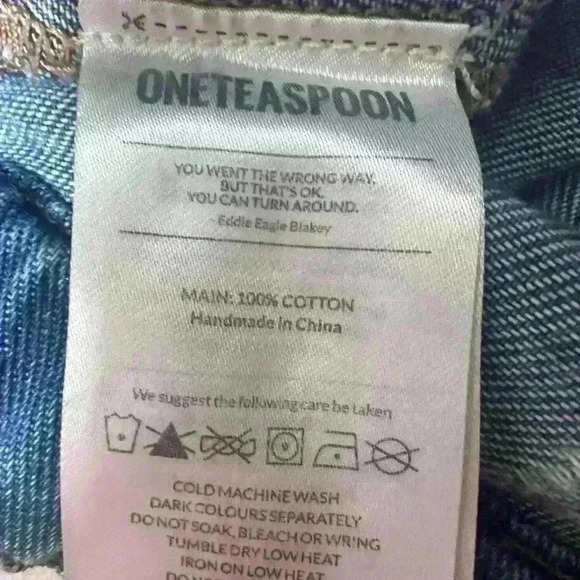 ONETEASPOON
YOU WENT THE WRONG WAY,
BUT THAT'S OK.
YOU CAN TURN AROUND.
- Eddie Eagle Blakey
MAIN: 100% COTTON
Handmade in China
We suggest the following care be taken
COLD MACHINE WASH
DARK COLOURS SEPARATELY
DO NOT SOAK, BLEACH OR WRING
TUMBLE DRY LOW HEAT
IRON ON LOW HEAT
DO NOT